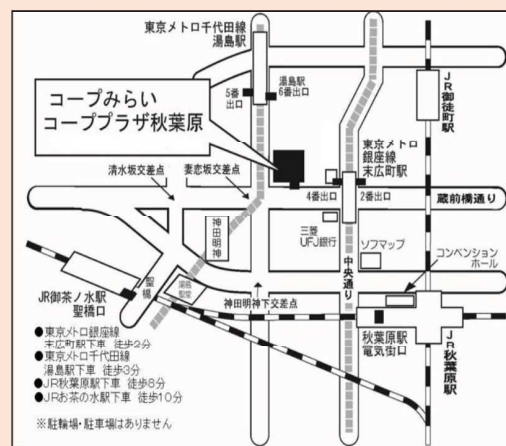 東京メトロ千代田線
湯島駅
コープみらい
コーププラザ秋葉原
5番
出口
湯島駅
6番出口
JR御徒町駅
東京メトロ
銀座線
末広町駅
清水坂交差点
妻恋坂交差点
4番出口
2番出口
蔵前橋通り
神田明神
三菱
UFJ銀行
ソフマップ
中央通り
コンベンション
ホール
聖橋
湯島聖堂
JR御茶ノ水駅
聖橋口
神田明神下交差点
秋葉原駅
電気街口
JR秋葉原駅
●東京メトロ銀座線
末広町駅下車 徒歩2分
●東京メトロ千代田線
湯島駅下車 徒歩3分
●JR秋葉原駅下車 徒歩8分
●JRお茶の水駅下車 徒歩10分
※駐輪場・駐車場はありません